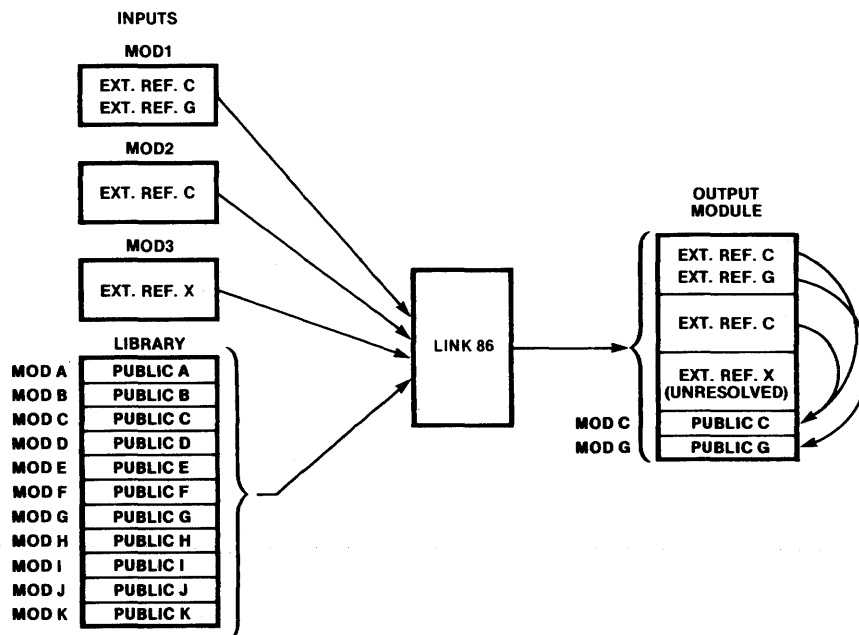 INPUTS
MOD1
EXT. REF. C
EXT. REF. G
MOD2
EXT. REF. C
MOD3
EXT. REF. X
LIBRARY
MOD A PUBLIC A
MOD B PUBLIC B
MOD C PUBLIC C
MOD D PUBLIC D
MOD E PUBLIC E
MOD F PUBLIC F
MOD G PUBLIC G
MOD H PUBLIC H
MOD I PUBLIC I
MOD J PUBLIC J
MOD K PUBLIC K
LINK 86
OUTPUT
MODULE
EXT. REF. C
EXT. REF. G
EXT. REF. C
EXT. REF. X
(UNRESOLVED)
MOD C PUBLIC C
MOD G PUBLIC G